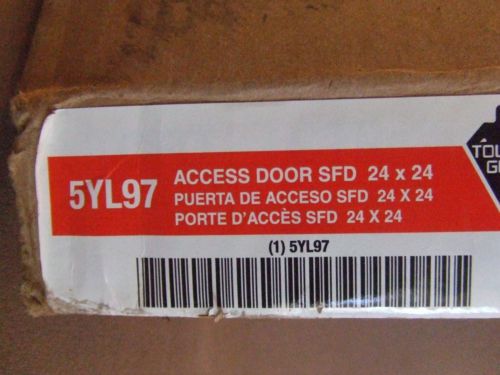 5YL97
ACCESS DOOR SFD 24 x 24
PUERTA DE ACCESO SFD 24 X 24
PORTE D'ACCÈS SFD 24 X 24
(1) 5YL97